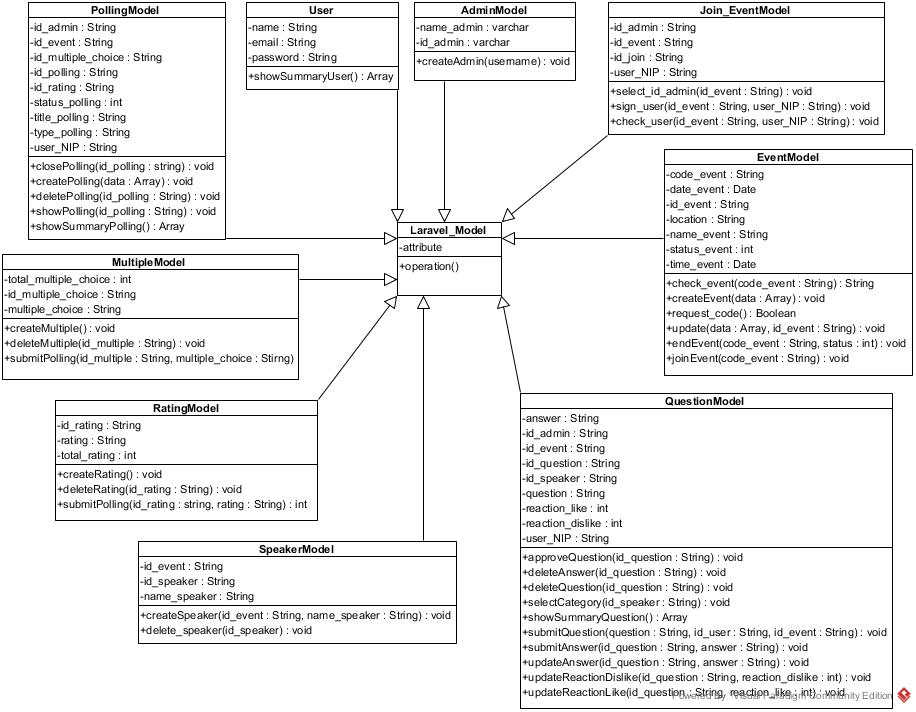 PollingModel
-id_admin : String
-id_event : String
-id_multiple_choice : String
-id_polling : String
-id_rating : String
-status_polling : int
-title_polling : String
-type_polling : String
-user_NIP : String
+closePolling(id_polling : string) : void
+createPolling(data : Array) : void
+deletePolling(id_polling : String) : void
+showPolling(id_polling : String) : void
+showSummaryPolling() : Array
User
-name : String
-email : String
-password : String
+showSummaryUser() : Array
AdminModel
-name_admin : varchar
-id_admin : varchar
+createAdmin(username) : void
Join_EventModel
-id_admin : String
-id_event : String
-id_join : String
-user_NIP : String
+select_id_admin(id_event : String) : void
+sign_user(id_event : String, user_NIP : String) : void
+check_user(id_event : String, user_NIP : String) : void
EventModel
-code_event : String
-date_event : Date
-id_event : String
-location : String
-name_event : String
-status_event : int
-time_event : Date
+check_event(code_event : String) : String
+createEvent(data : Array) : void
+request_code() : Boolean
+update(data : Array, id_event : String) : void
+endEvent(code_event : String, status : int) : void
+joinEvent(code_event : String) : void
Laravel_Model
-attribute
+operation()
MultipleModel
-total_multiple_choice : int
-id_multiple_choice : String
-multiple_choice : String
+createMultiple() : void
+deleteMultiple(id_multiple : String) : void
+submitPolling(id_multiple : String, multiple_choice : Stirng)
RatingModel
-id_rating : String
-rating : String
-total_rating : int
+createRating() : void
+deleteRating(id_rating : String) : void
+submitPolling(id_rating : string, rating : String) : int
SpeakerModel
-id_event : String
-id_speaker : String
-name_speaker : String
+createSpeaker(id_event : String, name_speaker : String) : void
+delete_speaker(id_speaker) : void
QuestionModel
-answer : String
-id_admin : String
-id_event : String
-id_question : String
-id_speaker : String
-question : String
-reaction_like : int
-reaction_dislike : int
-user_NIP : String
+approveQuestion(id_question : String) : void
+deleteAnswer(id_question : String) : void
+deleteQuestion(id_question : String) : void
+selectCategory(id_speaker : String) : void
+showSummaryQuestion() : Array
+submitQuestion(question : String, id_user : String, id_event : String) : void
+submitAnswer(id_question : String, answer : String) : void
+updateAnswer(id_question : String, answer : String) : void
+updateReactionDislike(id_question : String, reaction_dislike : int) : void
+updateReactionLike(id_question : String, reaction_like : int) : void
Powered By Visual Paradigm Community Edition